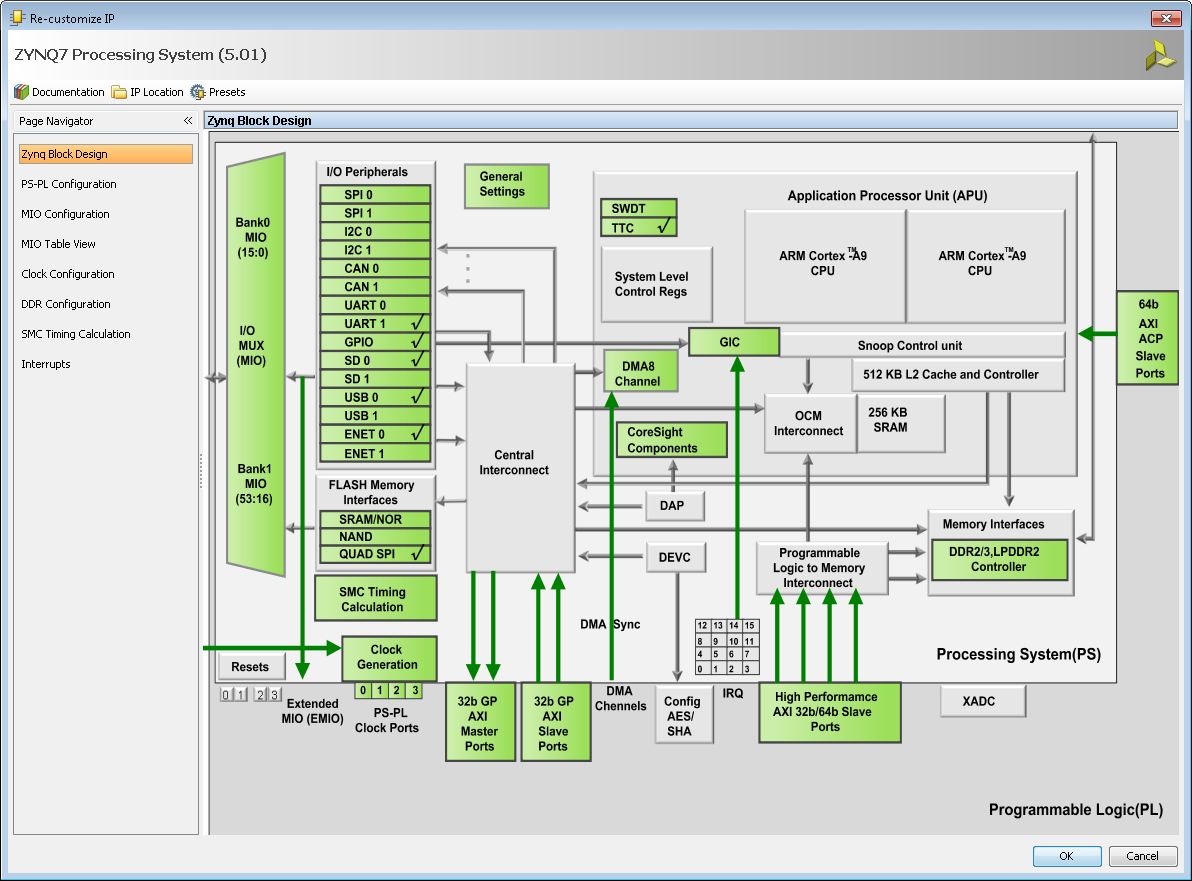 Re-customize IP
ZYNQ7 Processing System (5.01)
Documentation IP Location Presets
Page Navigator «
Zynq Block Design
PS-PL Configuration
MIO Configuration
MIO Table View
Clock Configuration
DDR Configuration
SMC Timing Calculation
Interrupts
Zynq Block Design
Bank0
MIO
(15:0)
I/O
MUX
(MIO)
Bank1
MIO
(53:16)
I/O Peripherals
SPI 0
SPI 1
I2C 0
I2C 1
CAN 0
CAN 1
UART 0
UART 1 ✓
GPIO ✓
SD 0 ✓
SD 1
USB 0 ✓
USB 1
ENET 0 ✓
ENET 1
FLASH Memory
Interfaces
SRAM/NOR
NAND
QUAD SPI ✓
SMC Timing
Calculation
General
Settings
Application Processor Unit (APU)
SWDT
TTC ✓
System Level
Control Regs
ARM Cortex™-A9
CPU
ARM Cortex™-A9
CPU
GIC
Snoop Control unit
DMA8
Channel
512 KB L2 Cache and Controller
OCM
Interconnect
256 KB
SRAM
CoreSight
Components
Central
Interconnect
DAP
DEVC
Programmable
Logic to Memory
Interconnect
Memory Interfaces
DDR2/3,LPDDR2
Controller
64b
AXI
ACP
Slave
Ports
DMA Sync
12 13 14 15
8 9 10 11
4 5 6 7
0 1 2 3
Processing System(PS)
Resets
0 1 2 3
Clock
Generation
0 1 2 3
Extended
MIO (EMIO)
PS-PL
Clock Ports
32b GP
AXI
Master
Ports
32b GP
AXI
Slave
Ports
DMA
Channels
Config
AES/
SHA
IRQ
High Performamce
AXI 32b/64b Slave
Ports
XADC
Programmable Logic(PL)
OK Cancel